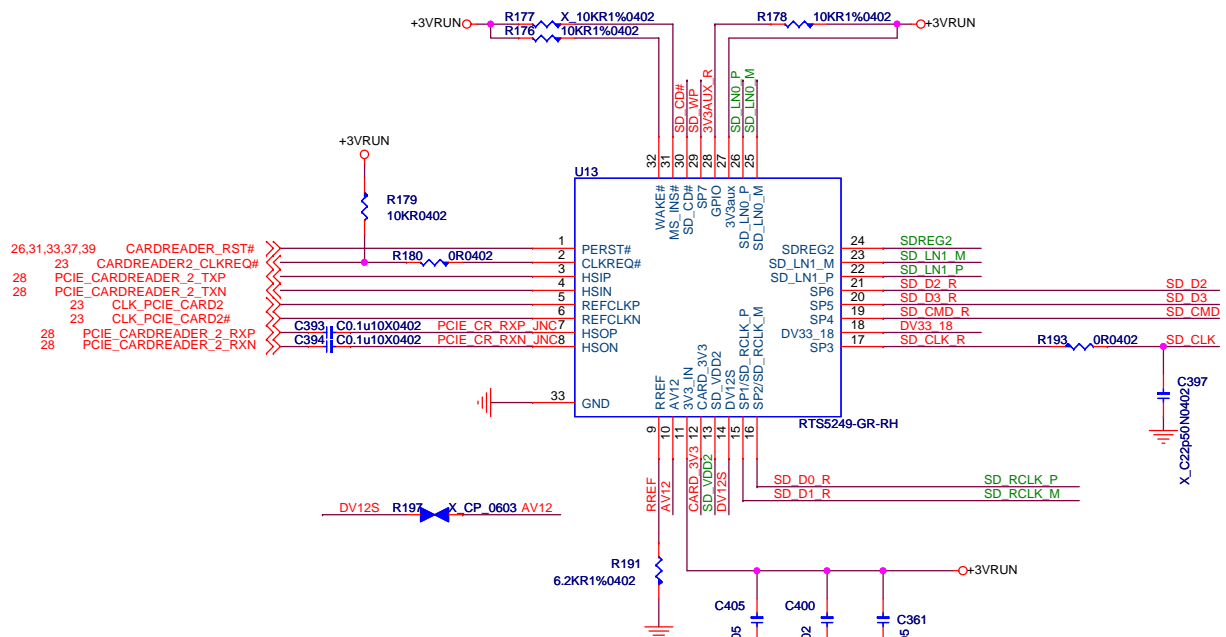 R177 X_10KR1%0402
+3VRUN
R176 10KR1%0402
R178 10KR1%0402
+3VRUN
SD_CD#
SD_WP
3V3AUX_R
SD_LN0_P
SD_LN0_M
+3VRUN
R179
10KR0402
32 31 30 29 28 27 26 25
U13
WAKE#
MS_INS#
SD_CD#
SP7
GPIO
3V3aux
SD_LN0_P
SD_LN0_M
26,31,33,37,39 CARDREADER_RST# 1 PERST#
23 CARDREADER2_CLKREQ# R180 0R0402 2 CLKREQ#
28 PCIE_CARDREADER_2_TXP 3 HSIP
28 PCIE_CARDREADER_2_TXN 4 HSIN
23 CLK_PCIE_CARD2 5 REFCLKP
23 CLK_PCIE_CARD2# 6 REFCLKN
28 PCIE_CARDREADER_2_RXP C393 C0.1u10X0402 PCIE_CR_RXP_JNC 7 HSOP
28 PCIE_CARDREADER_2_RXN C394 C0.1u10X0402 PCIE_CR_RXN_JNC 8 HSON
33 GND
SDREG2 24 SDREG2
SD_LN1_M 23 SD_LN1_M
SD_LN1_P 22 SD_LN1_P
SP6 21 SD_D2_R SD_D2
SP5 20 SD_D3_R SD_D3
SP4 19 SD_CMD_R SD_CMD
DV33_18 18 DV33_18
SP3 17 SD_CLK_R R193 0R0402 SD_CLK
C397
X_C22p50N0402
RREF
AV12
3V3_IN
CARD_3V3
SD_VDD2
DV12S
SP1/SD_RCLK_P
SP2/SD_RCLK_M
RTS5249-GR-RH
9 10 11 12 13 14 15 16
RREF
AV12
CARD_3V3
SD_VDD2
DV12S
SD_D0_R SD_RCLK_P
SD_D1_R SD_RCLK_M
DV12S R197 X_CP_0603 AV12
R191
6.2KR1%0402
+3VRUN
C405 C400 C361